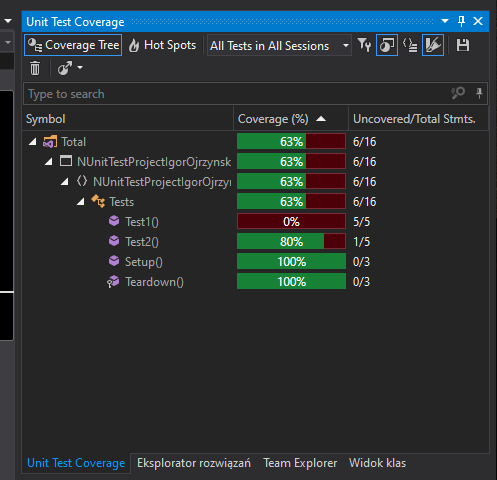 Unit Test Coverage
Coverage Tree Hot Spots All Tests in All Sessions
Type to search
Symbol Coverage (%) Uncovered/Total Stmts.
Total 63% 6/16
NUnitTestProjectIgorOjrzynsk 63% 6/16
NUnitTestProjectIgorOjrzyr 63% 6/16
Tests 63% 6/16
Test1() 0% 5/5
Test2() 80% 1/5
Setup() 100% 0/3
Teardown() 100% 0/3
Unit Test Coverage Eksplorator rozwiązań Team Explorer Widok klas